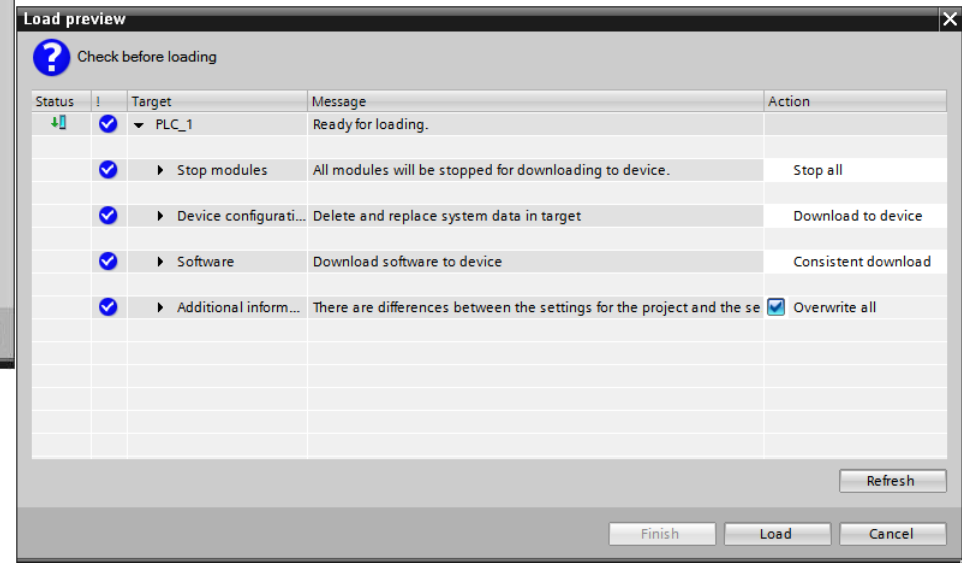 Load preview
Check before loading
Status ! Target Message Action
PLC_1 Ready for loading.
Stop modules All modules will be stopped for downloading to device. Stop all
Device configurati... Delete and replace system data in target Download to device
Software Download software to device Consistent download
Additional inform... There are differences between the settings for the project and the se Overwrite all
Refresh
Finish Load Cancel